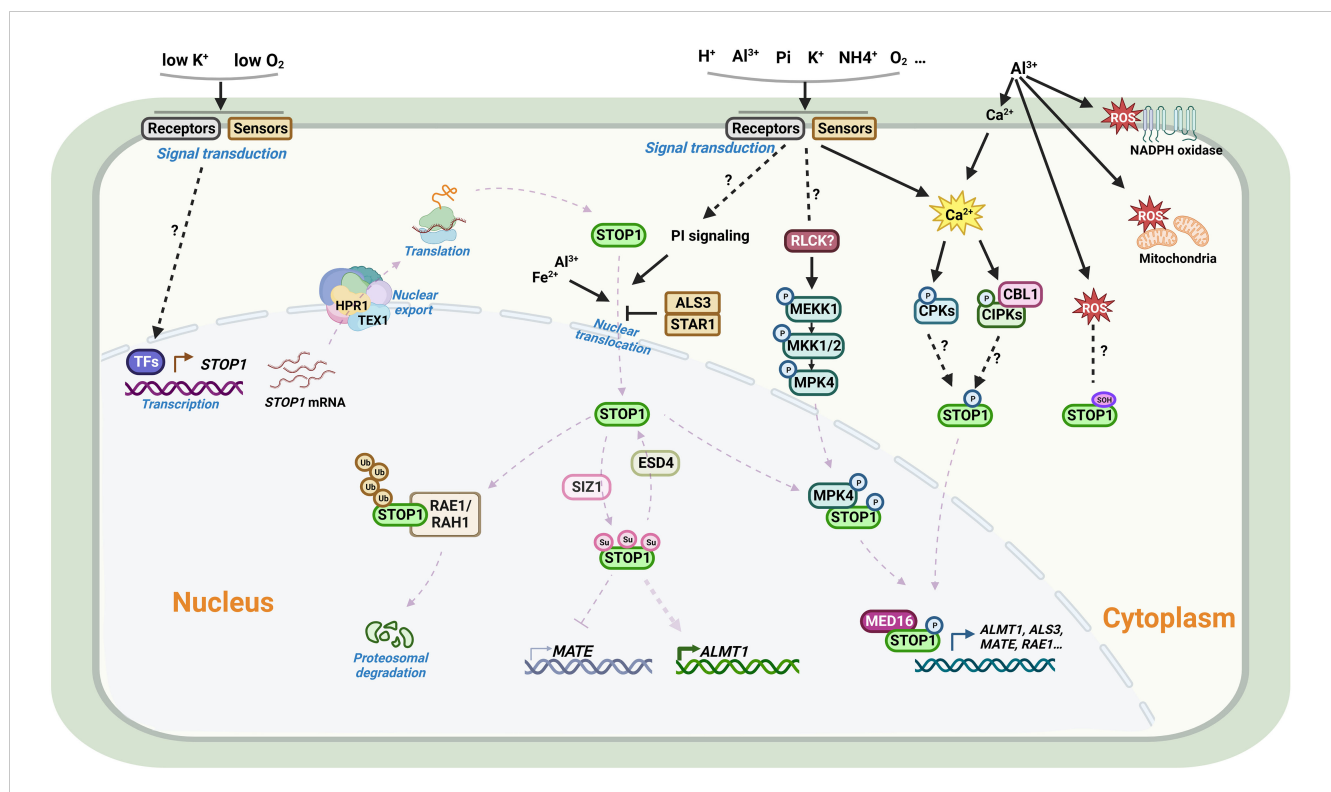 low K⁺ low O₂
Receptors Sensors
Signal transduction
?
TFs STOP1
Transcription
STOP1 mRNA
HPR1
TEX1
Nuclear
export
Translation
STOP1
H⁺ Al³⁺ Pi K⁺ NH4⁺ O₂ ...
Receptors Sensors
Signal transduction
?
?
PI signaling
Al³⁺
Fe²⁺
ALS3
STAR1
Nuclear
translocation
RLCK?
P
MEKK1
P
MKK1/2
P
MPK4
Al³⁺
Ca²⁺
Ca²⁺
P
CPKs
P
CBL1
CIPKs
?
?
P
STOP1
ROS
NADPH oxidase
ROS
Mitochondria
ROS
?
SOH
STOP1
STOP1
ESD4
SIZ1
Ub
Ub
Ub
Ub
STOP1
RAE1/
RAH1
Su Su Su
STOP1
MPK4
P
P
STOP1
Nucleus
Cytoplasm
Proteosomal
degradation
MATE
ALMT1
MED16
P
STOP1
ALMT1, ALS3,
MATE, RAE1...